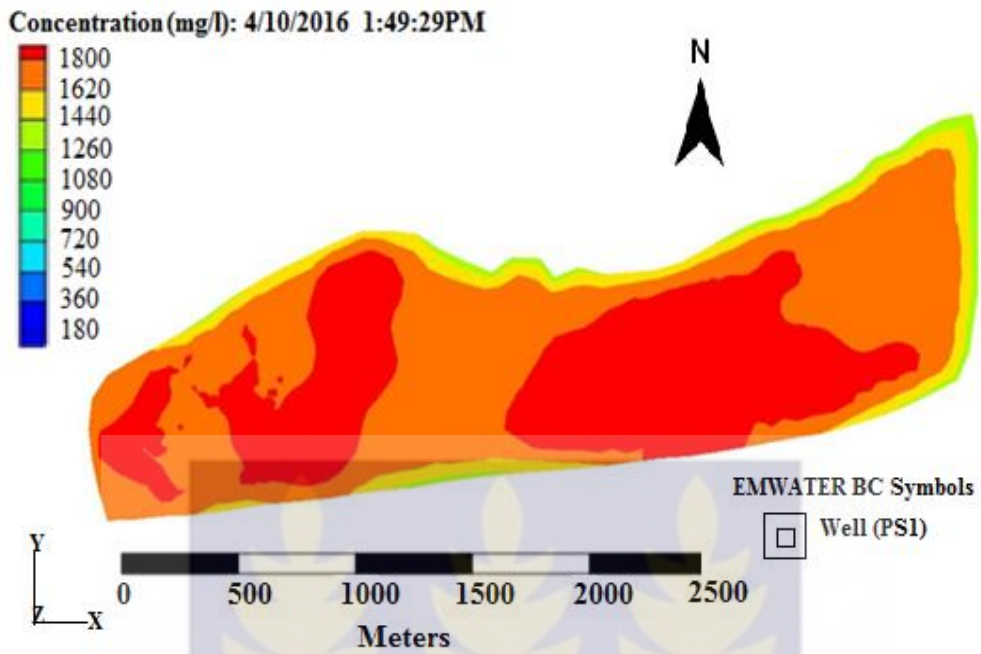 Concentration (mg/l): 4/10/2016 1:49:29PM
1800
1620
1440
1260
1080
900
720
540
360
180
N
EMWATER BC Symbols
Well (PS1)
Y
Z
X
0 500 1000 1500 2000 2500
Meters